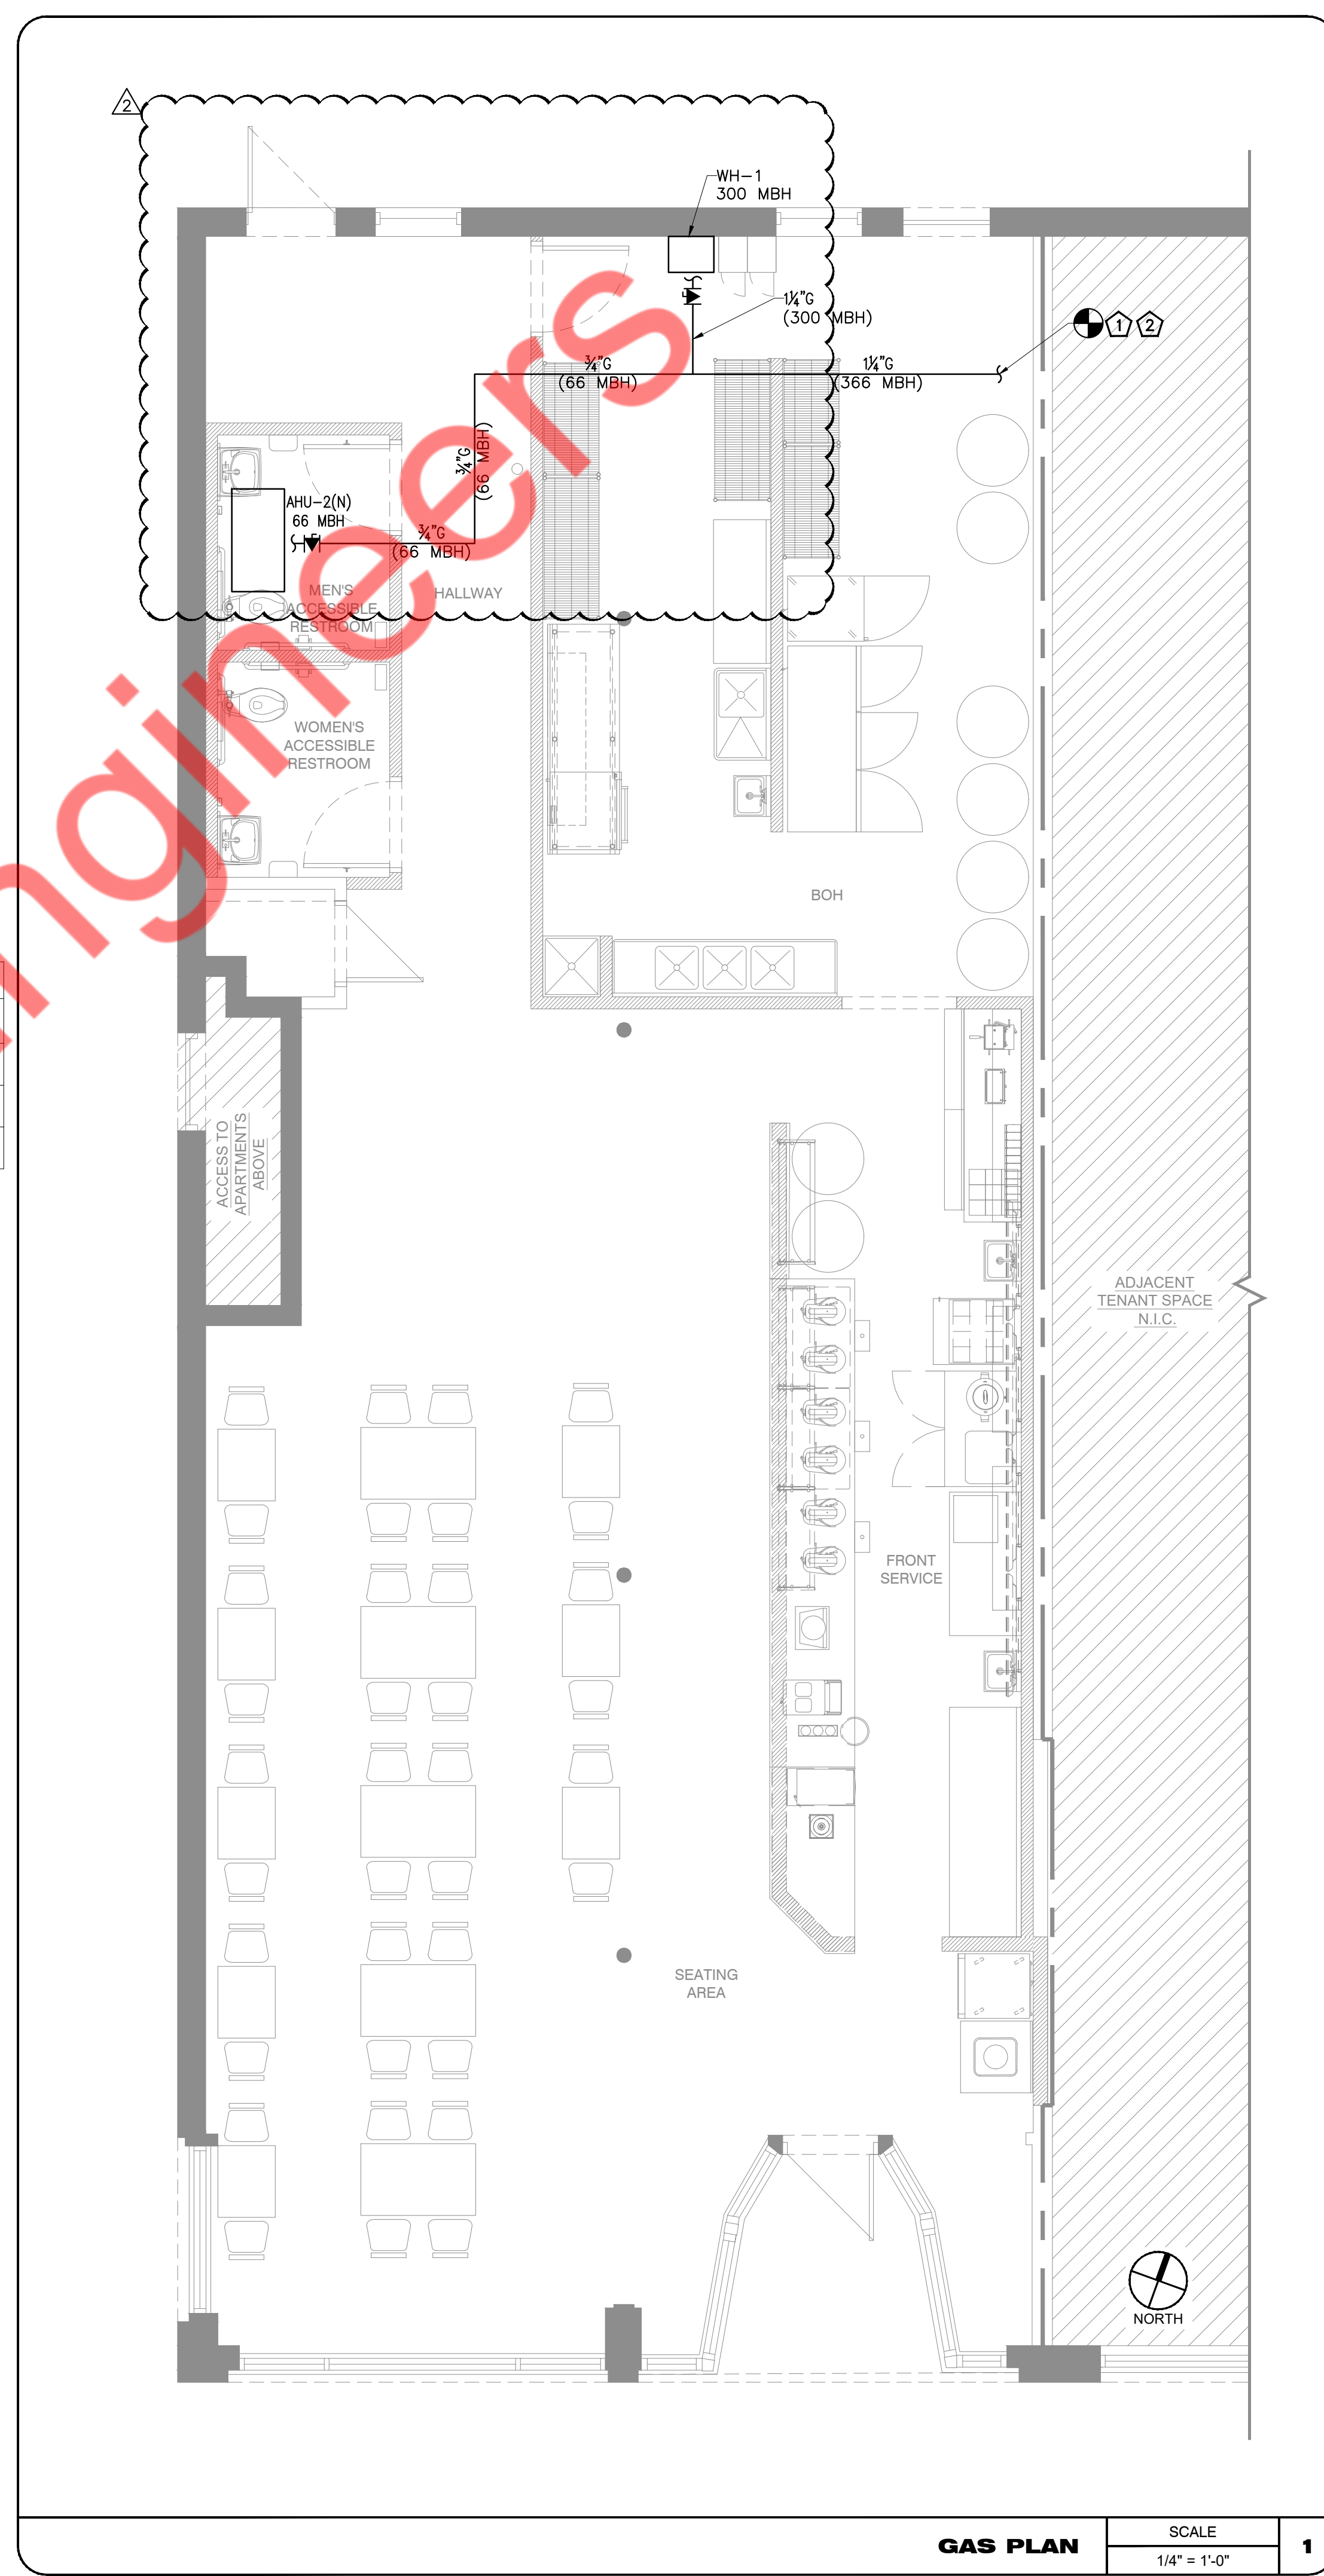 2
WH-1
300 MBH
1¼"G
(300 MBH)
1
2
¾"G
(66 MBH)
1¼"G
(366 MBH)
¾"G
(66 MBH)
AHU-2(N)
66 MBH
¾"G
(66 MBH)
MEN'S
ACCESSIBLE
RESTROOM
HALLWAY
WOMEN'S
ACCESSIBLE
RESTROOM
BOH
ngineers
ACCESS TO
APARTMENTS
ABOVE
ADJACENT
TENANT SPACE
N.I.C.
FRONT
SERVICE
SEATING
AREA
NORTH
GAS PLAN
SCALE
1/4" = 1'-0"
1